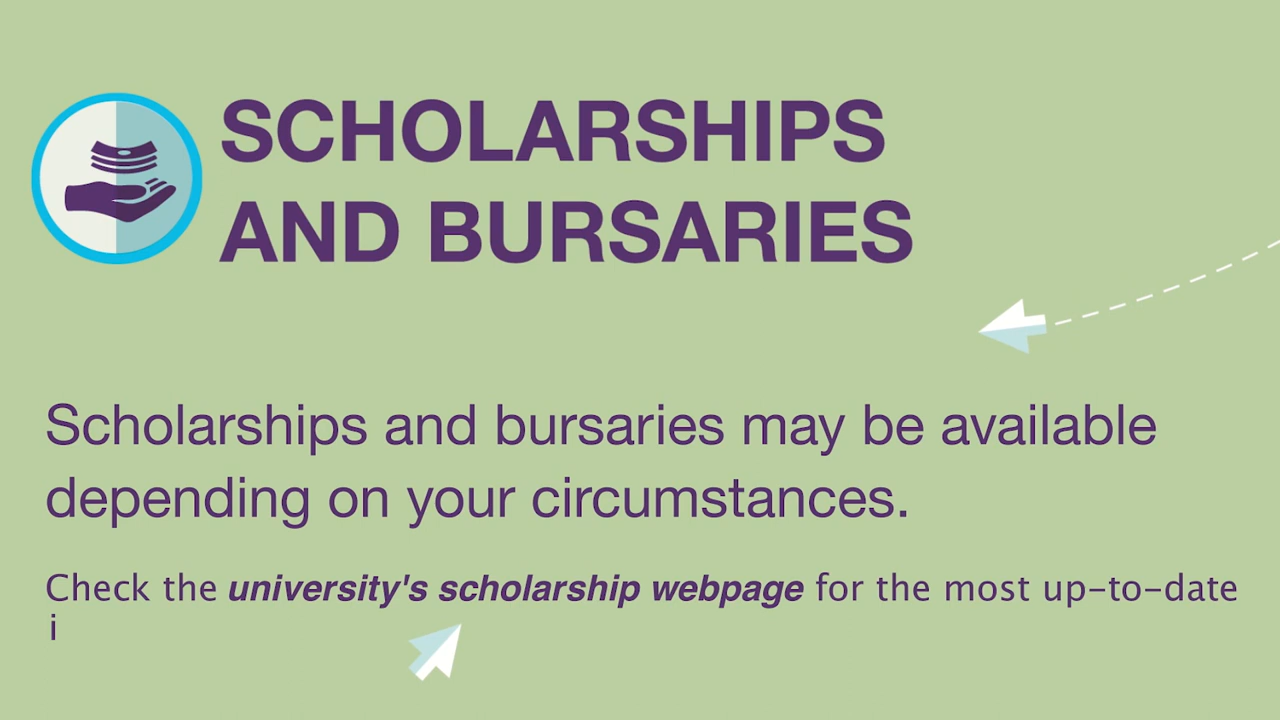 SCHOLARSHIPS
AND BURSARIES
Scholarships and bursaries may be available
depending on your circumstances.
Check the university's scholarship webpage for the most up-to-date
i